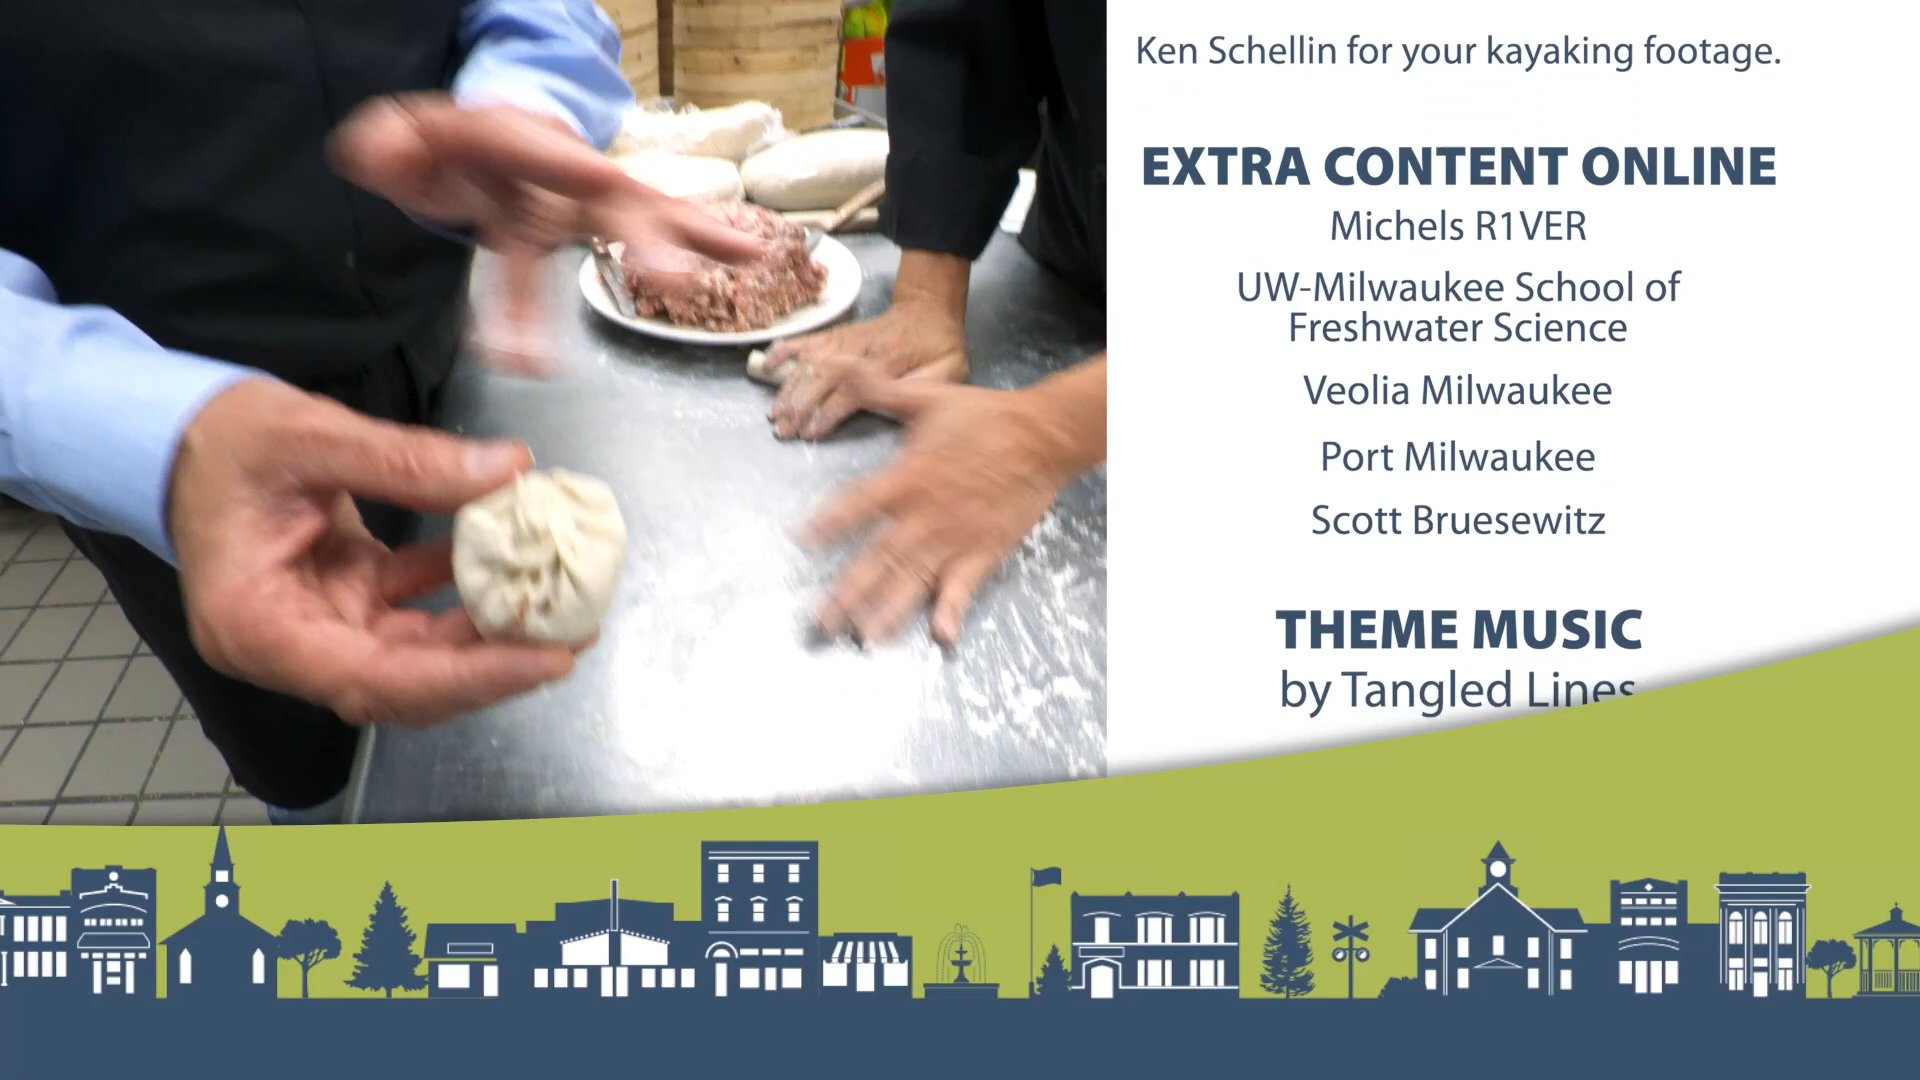 Ken Schellin for your kayaking footage.
EXTRA CONTENT ONLINE
Michels R1VER
UW-Milwaukee School of
Freshwater Science
Veolia Milwaukee
Port Milwaukee
Scott Bruesewitz
THEME MUSIC
by Tangled Lines